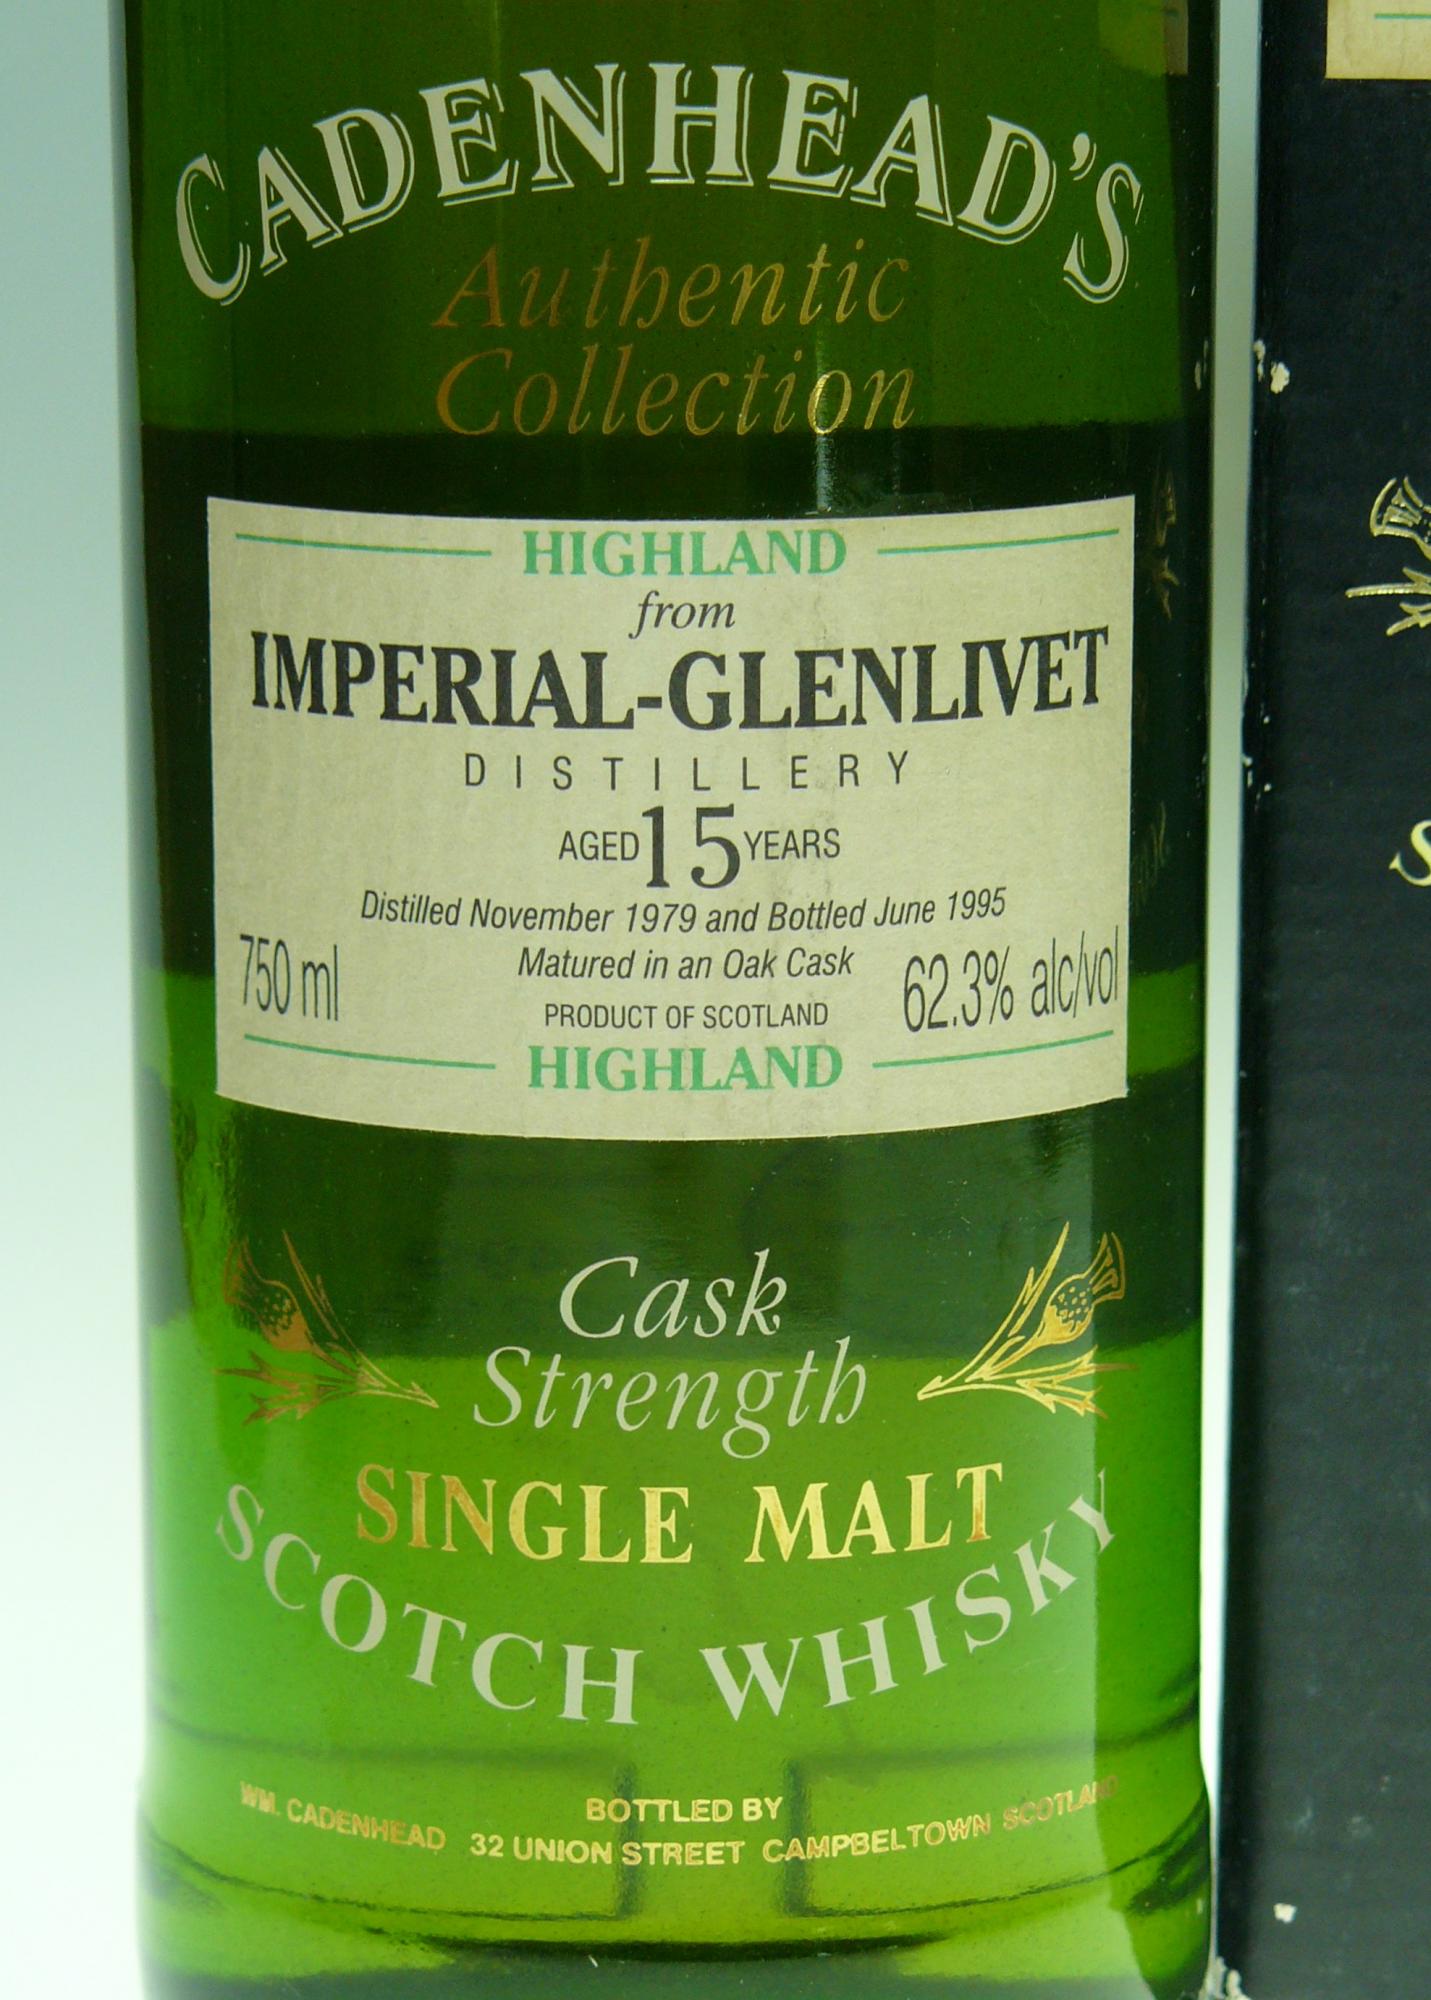 CADENHEAD'S
Authentic
Collection
HIGHLAND
from
IMPERIAL-GLENLIVET
DISTILLERY
AGED 15 YEARS
Distilled November 1979 and Bottled June 1995
Matured in an Oak Cask
750 ml
62.3% alc/vol
PRODUCT OF SCOTLAND
HIGHLAND
Cask
Strength
SINGLE MALT
SCOTCH WHISKY
BOTTLED BY
WM. CADENHEAD 32 UNION STREET CAMPBELTOWN SCOTLAND